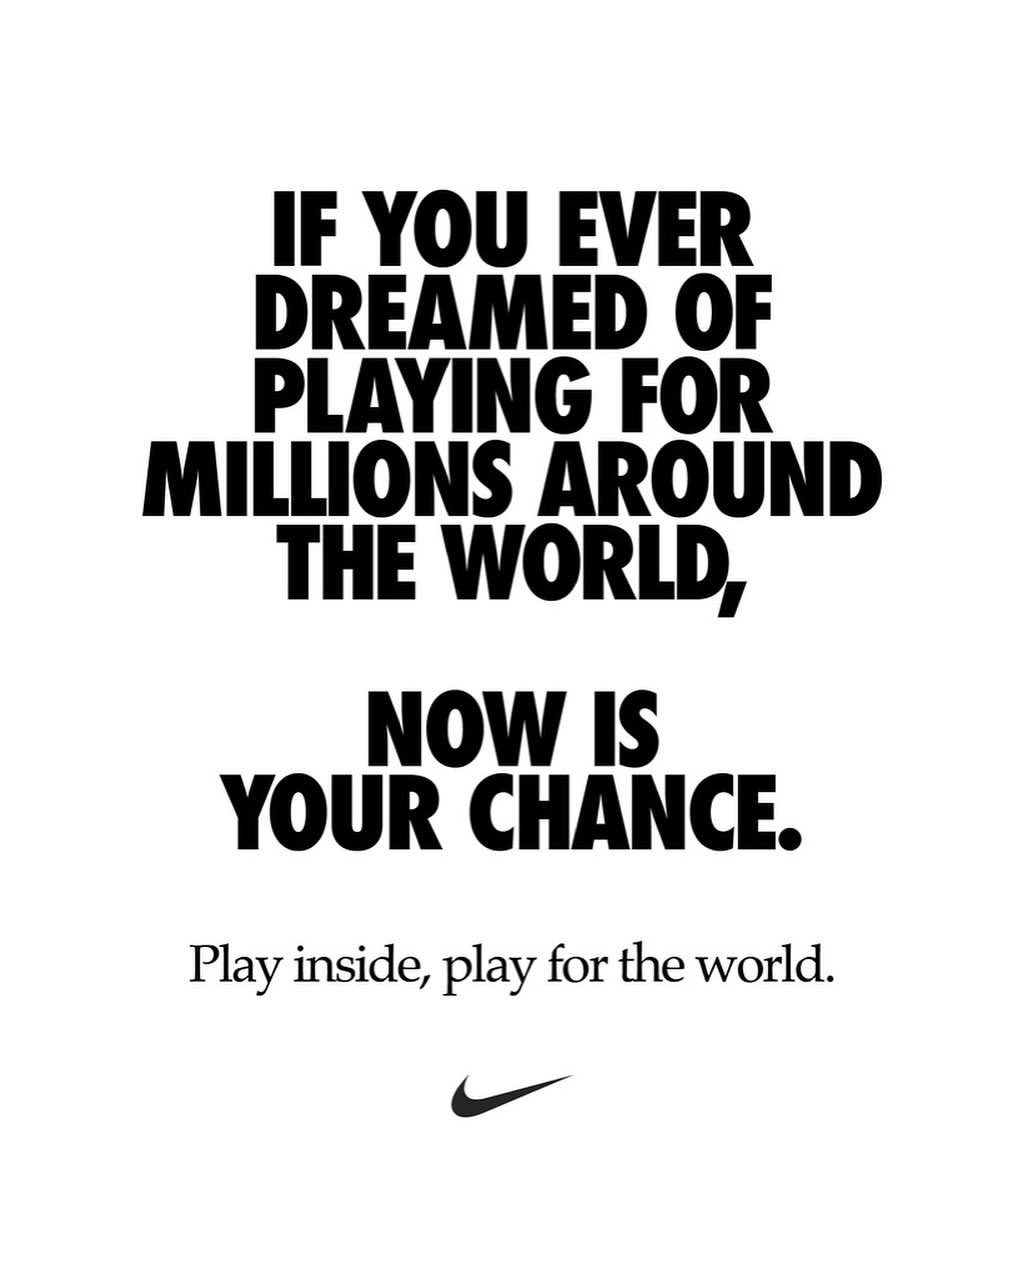 IF YOU EVER
DREAMED OF
PLAYING FOR
MILLIONS AROUND
THE WORLD,
NOW IS
YOUR CHANCE.
Play inside, play for the world.